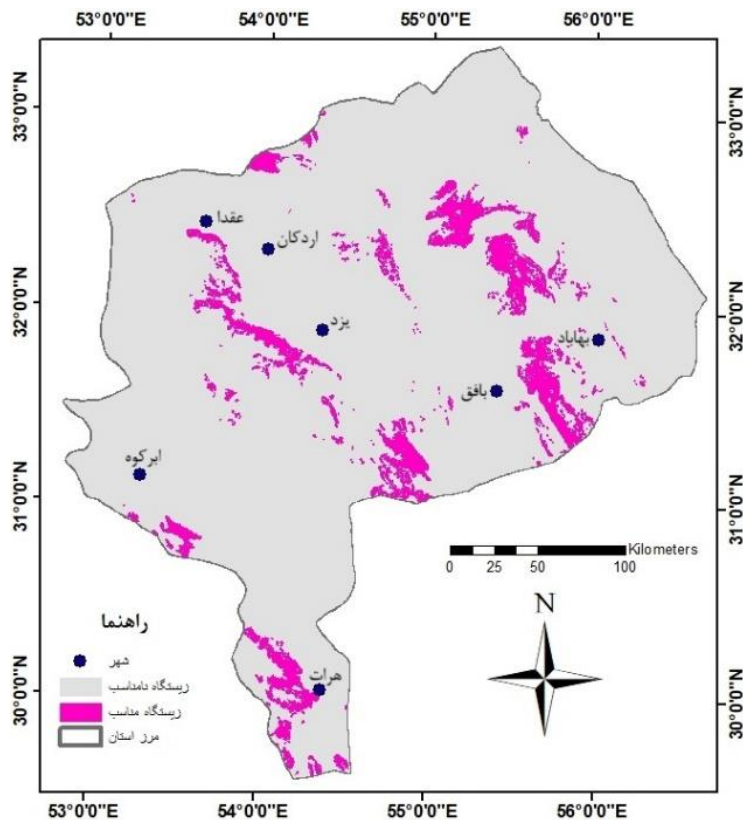 53°0'0"E 54°0'0"E 55°0'0"E 56°0'0"E
33°0'0"N 33°0'0"N
عقدا
اردکان
32°0'0"N 32°0'0"N
یزد
بهاباد
بافق
ابرکوه
31°0'0"N 31°0'0"N
Kilometers
0 25 50 100
N
راهنما
شهر
زیستگاه نامناسب
زیستگاه مناسب
مرز استان
هرات
30°0'0"N 30°0'0"N
53°0'0"E 54°0'0"E 55°0'0"E 56°0'0"E